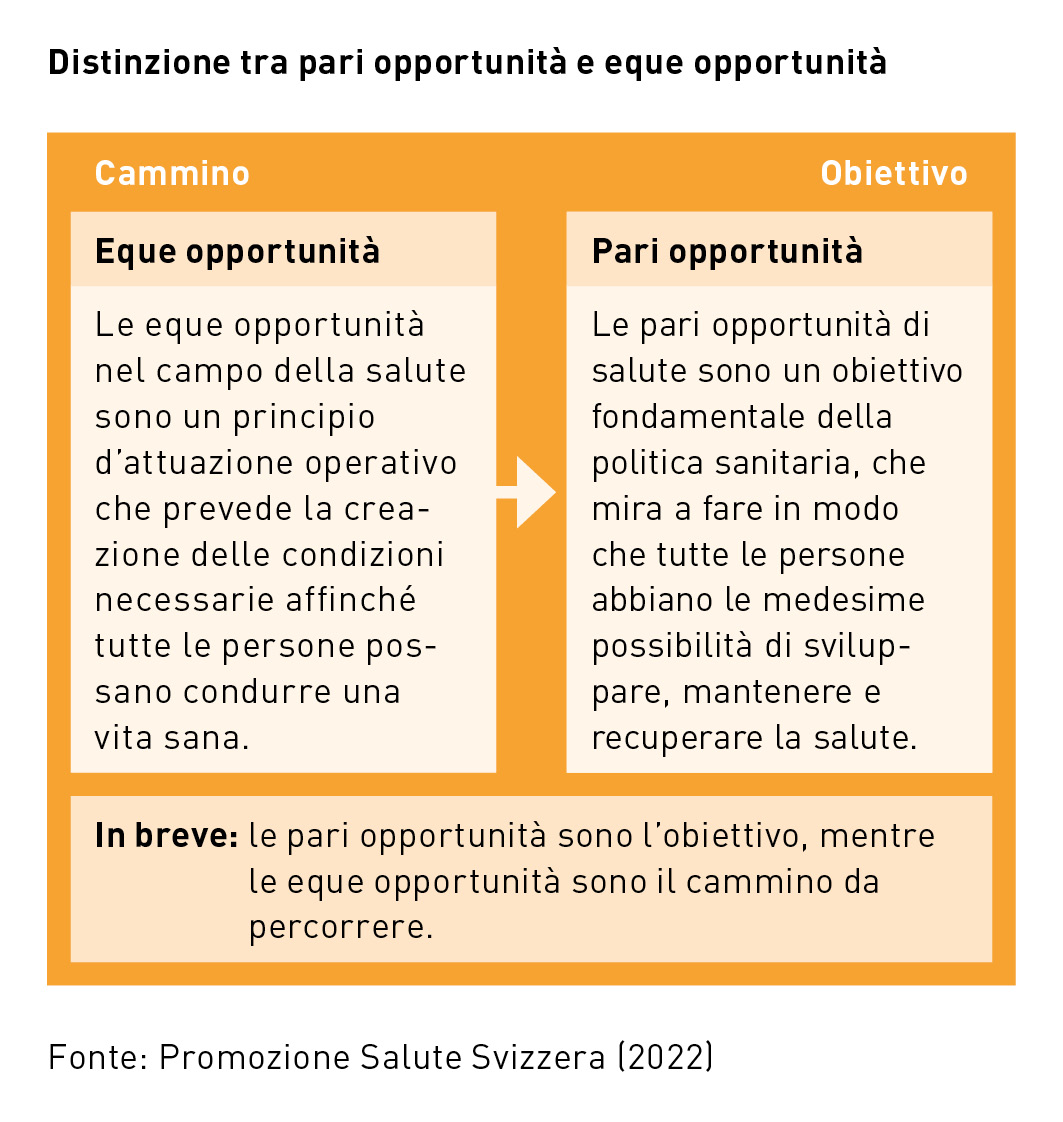 Distinzione tra pari opportunità e eque opportunità
Cammino
Obiettivo
Eque opportunità
Le eque opportunità
nel campo della salute
sono un principio
d’attuazione operativo
che prevede la crea-
zione delle condizioni
necessarie affinché
tutte le persone pos-
sano condurre una
vita sana.
Pari opportunità
Le pari opportunità di
salute sono un obiettivo
fondamentale della
politica sanitaria, che
mira a fare in modo
che tutte le persone
abbiano le medesime
possibilità di svilup-
pare, mantenere e
recuperare la salute.
In breve: le pari opportunità sono l’obiettivo, mentre
le eque opportunità sono il cammino da
percorrere.
Fonte: Promozione Salute Svizzera (2022)